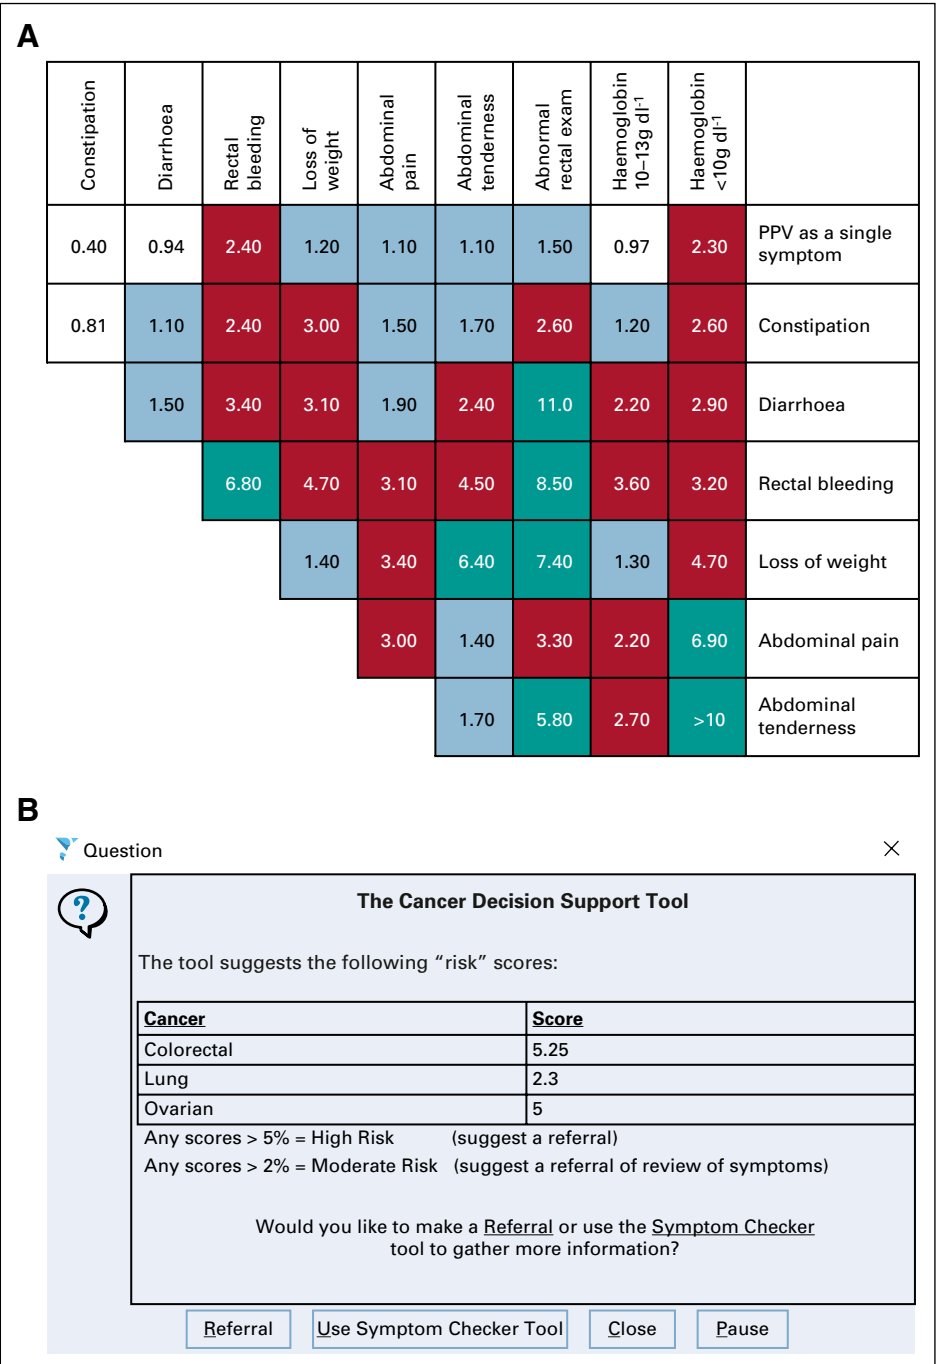 A
Constipation
Diarrhoea
Rectal
bleeding
Loss of
weight
Abdominal
pain
Abdominal
tenderness
Abnormal
rectal exam
Haemoglobin
10–13g dl-1
Haemoglobin
<10g dl-1
0.40 0.94 2.40 1.20 1.10 1.10 1.50 0.97 2.30 PPV as a single
symptom
0.81 1.10 2.40 3.00 1.50 1.70 2.60 1.20 2.60 Constipation
1.50 3.40 3.10 1.90 2.40 11.0 2.20 2.90 Diarrhoea
6.80 4.70 3.10 4.50 8.50 3.60 3.20 Rectal bleeding
1.40 3.40 6.40 7.40 1.30 4.70 Loss of weight
3.00 1.40 3.30 2.20 6.90 Abdominal pain
1.70 5.80 2.70 >10 Abdominal
tenderness
B
Question
?
The Cancer Decision Support Tool
The tool suggests the following “risk” scores:
Cancer Score
Colorectal 5.25
Lung 2.3
Ovarian 5
Any scores > 5% = High Risk (suggest a referral)
Any scores > 2% = Moderate Risk (suggest a referral of review of symptoms)
Would you like to make a Referral or use the Symptom Checker
tool to gather more information?
Referral Use Symptom Checker Tool Close Pause